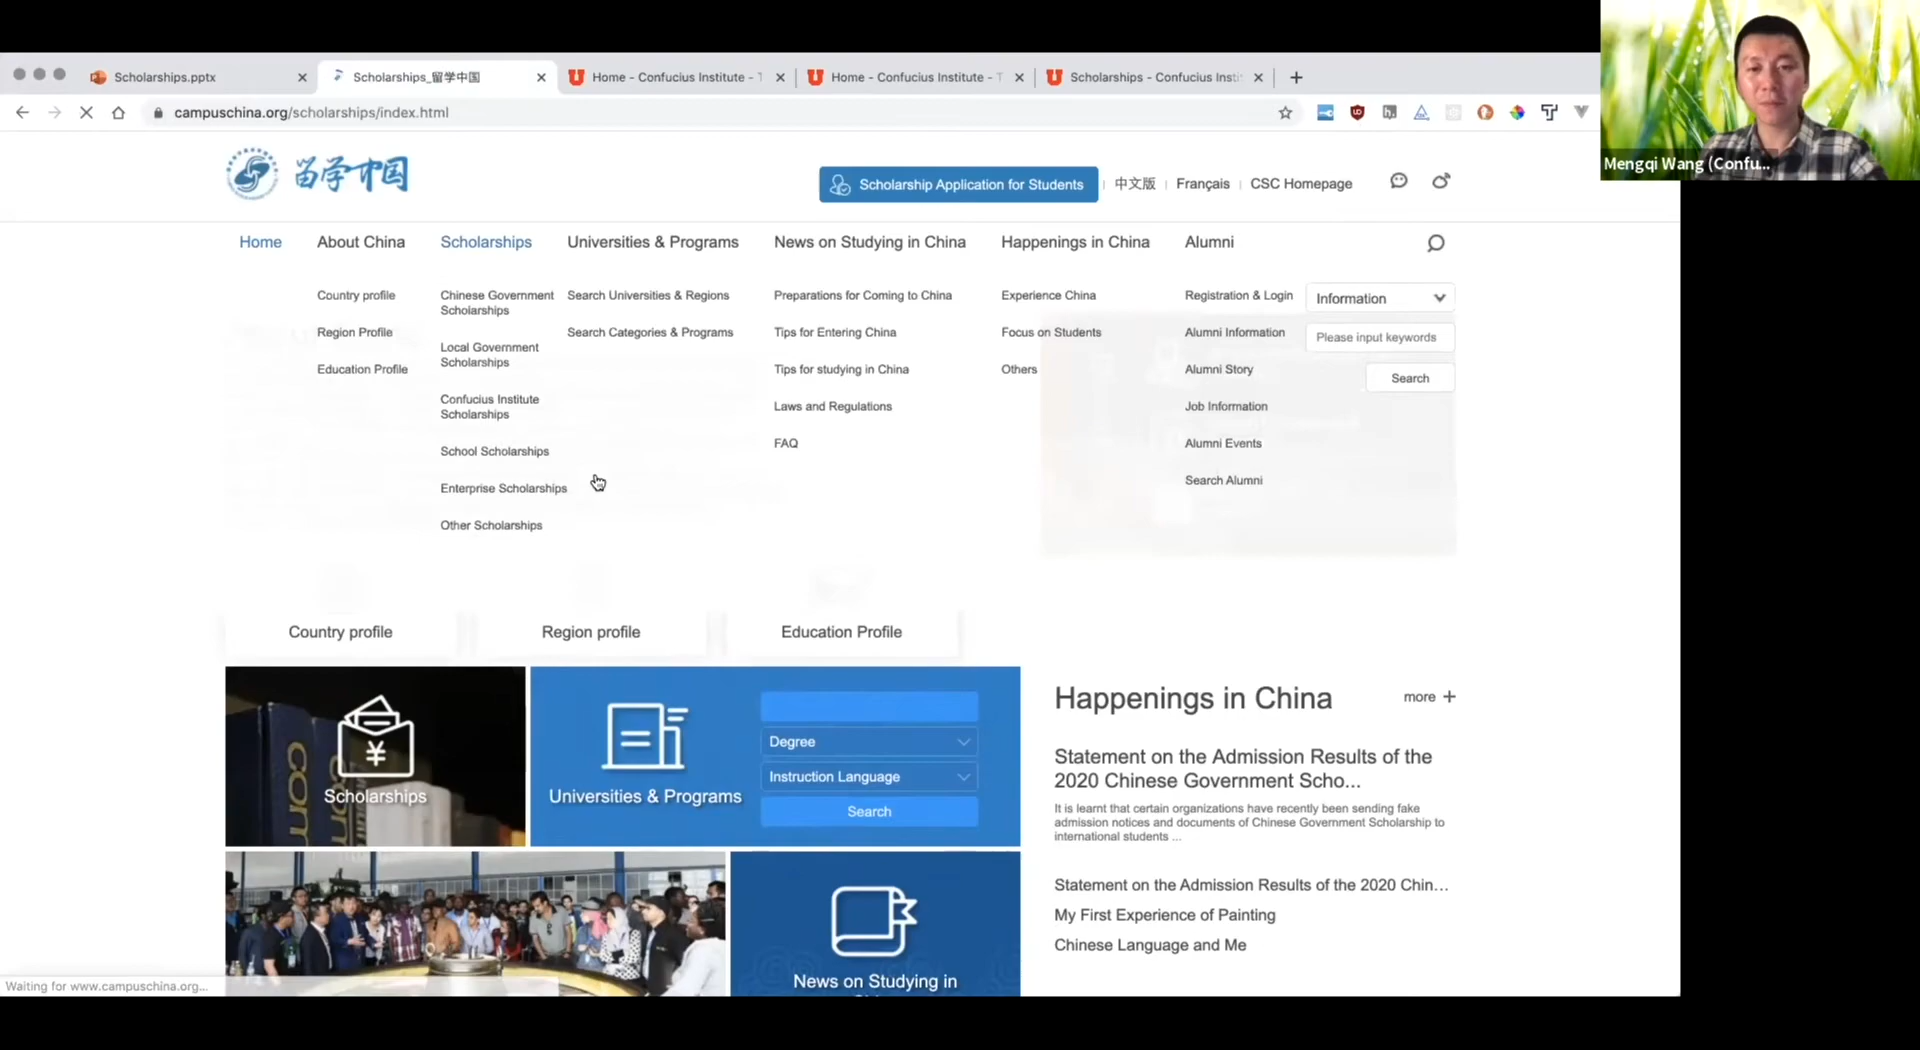 Scholarships.pptx
Scholarships_留学中国
Home - Confucius Institute - T
Home - Confucius Institute - T
Scholarships - Confucius Insti
campuschina.org/scholarships/index.html
Mengqi Wang (Confu...
留学中国
Scholarship Application for Students
中文版
Français
CSC Homepage
Home
About China
Scholarships
Universities & Programs
News on Studying in China
Happenings in China
Alumni
Country profile
Region Profile
Education Profile
Chinese Government
Scholarships
Local Government
Scholarships
Confucius Institute
Scholarships
School Scholarships
Enterprise Scholarships
Other Scholarships
Search Universities & Regions
Search Categories & Programs
Preparations for Coming to China
Tips for Entering China
Tips for studying in China
Laws and Regulations
FAQ
Experience China
Focus on Students
Others
Registration & Login
Alumni Information
Alumni Story
Job Information
Alumni Events
Search Alumni
Information
Please input keywords
Search
Country profile
Region profile
Education Profile
Scholarships
Universities & Programs
Degree
Instruction Language
Search
Happenings in China
more +
Statement on the Admission Results of the
2020 Chinese Government Scho...
It is learnt that certain organizations have recently been sending fake
admission notices and documents of Chinese Government Scholarship to
international students ...
Statement on the Admission Results of the 2020 Chin...
My First Experience of Painting
Chinese Language and Me
News on Studying in
Waiting for www.campuschina.org...